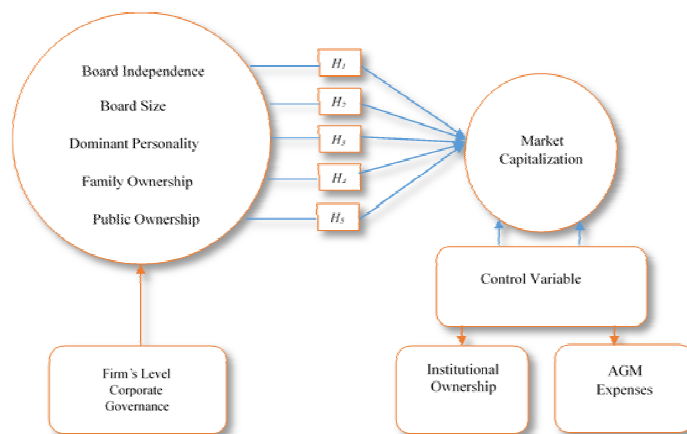 Board Independence
H1
Board Size
H2
Dominant Personality
H3
Family Ownership
H4
Public Ownership
H5
Market
Capitalization
Control Variable
Firm's Level
Corporate
Governance
Institutional
Ownership
AGM
Expenses